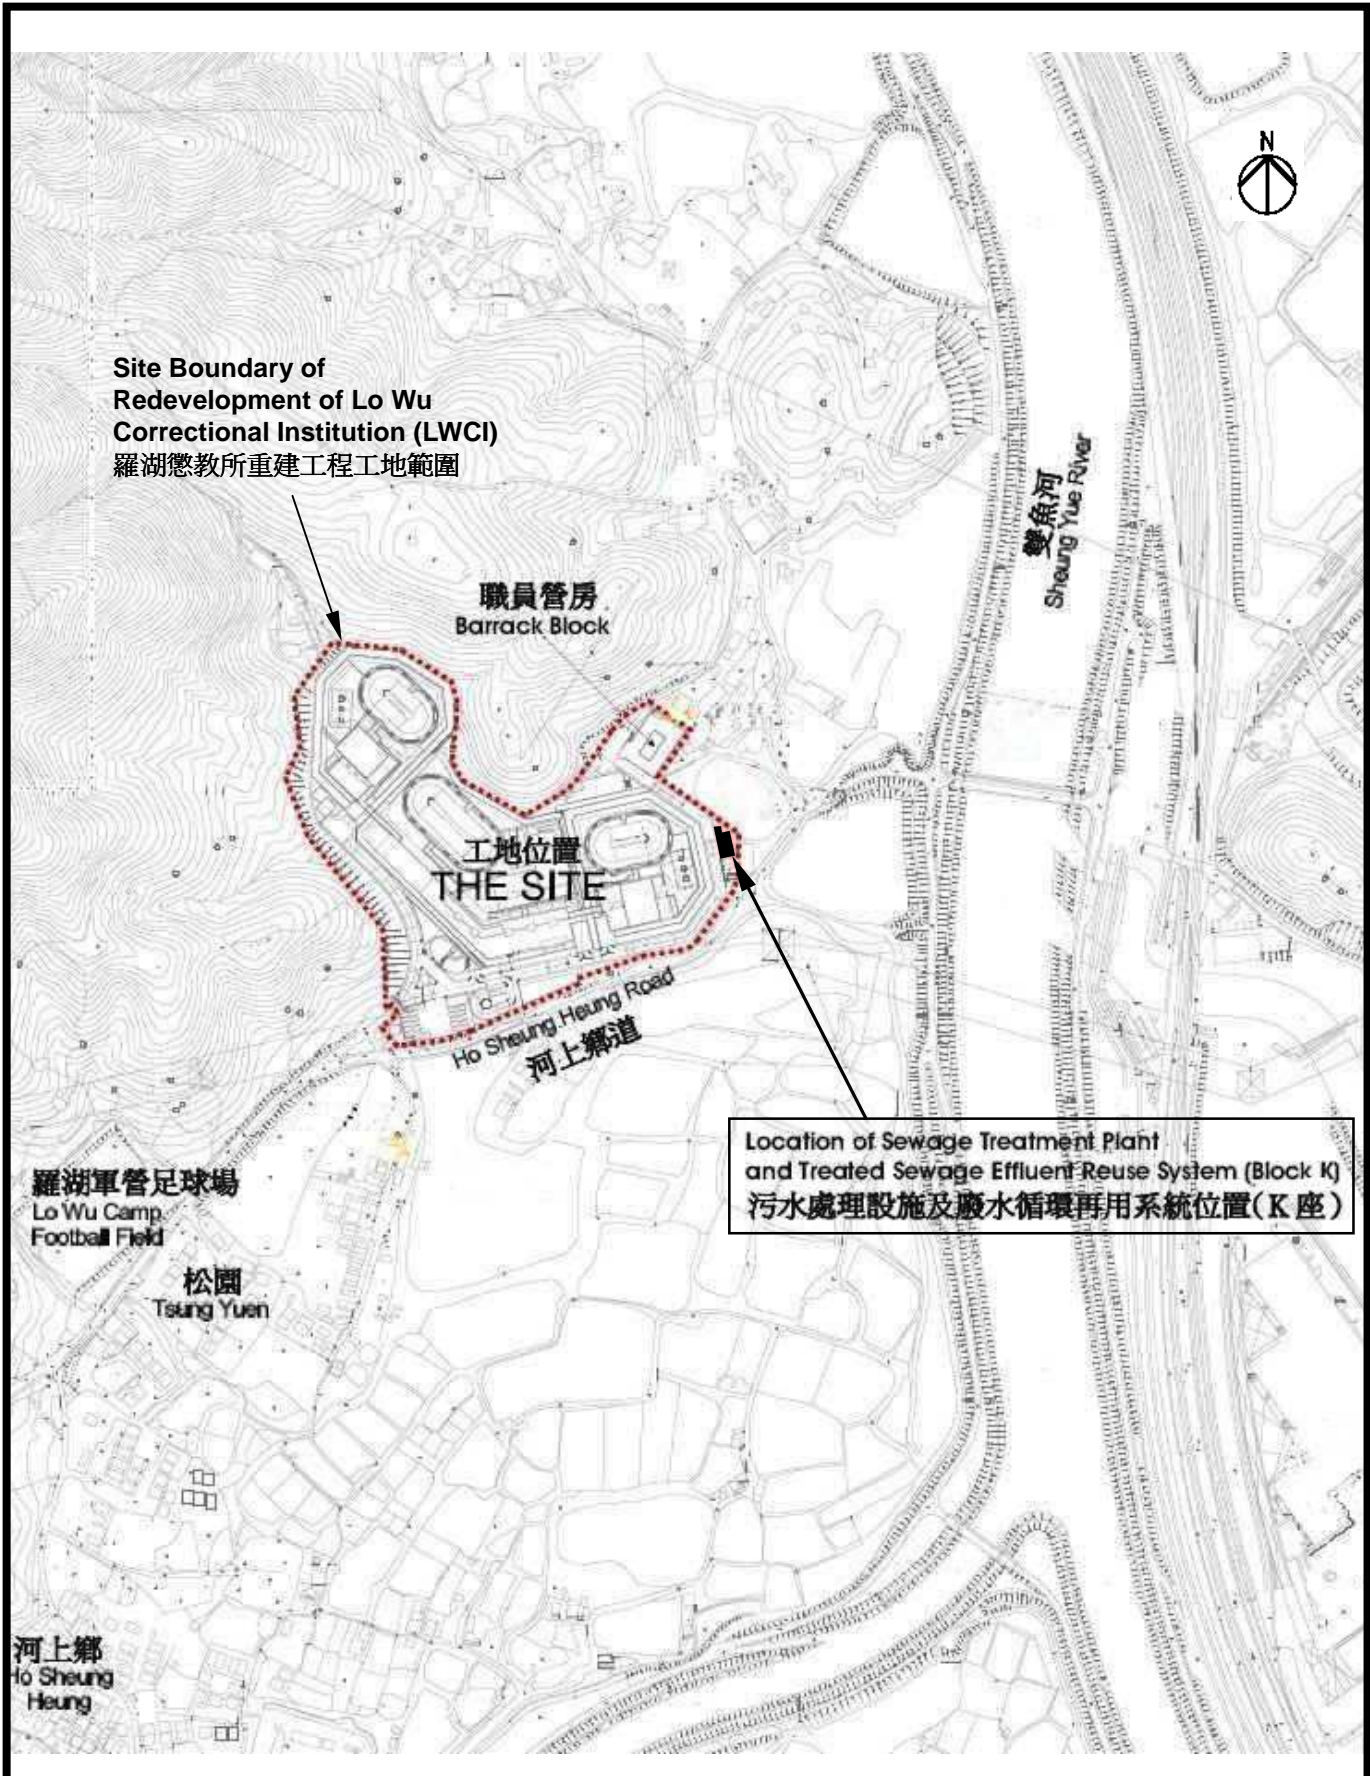 N
Site Boundary of
Redevelopment of Lo Wu
Correctional Institution (LWCI)
羅湖懲教所重建工程工地範圍
雙魚河
Sheung Yue River
職員營房
Barrack Block
工地位置
THE SITE
Ho Sheung Heung Road
河上鄉道
Location of Sewage Treatment Plant
and Treated Sewage Effluent Reuse System (Block K)
污水處理設施及廢水循環再用系統位置(K 座)
羅湖軍營足球場
Lo Wu Camp
Football Field
松園
Tsung Yuen
河上鄉
Ho Sheung
Heung